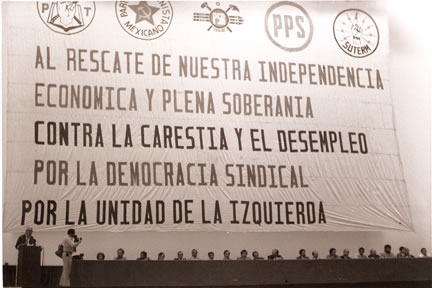 P T
PPS
SUTERM
MEXICANO
AL RESCATE DE NUESTRA INDEPENDENCIA
ECONOMICA Y PLENA SOBERANIA
CONTRA LA CARESTIA Y EL DESEMPLEO
POR LA DEMOCRACIA SINDICAL
POR LA UNIDAD DE LA IZQUIERDA